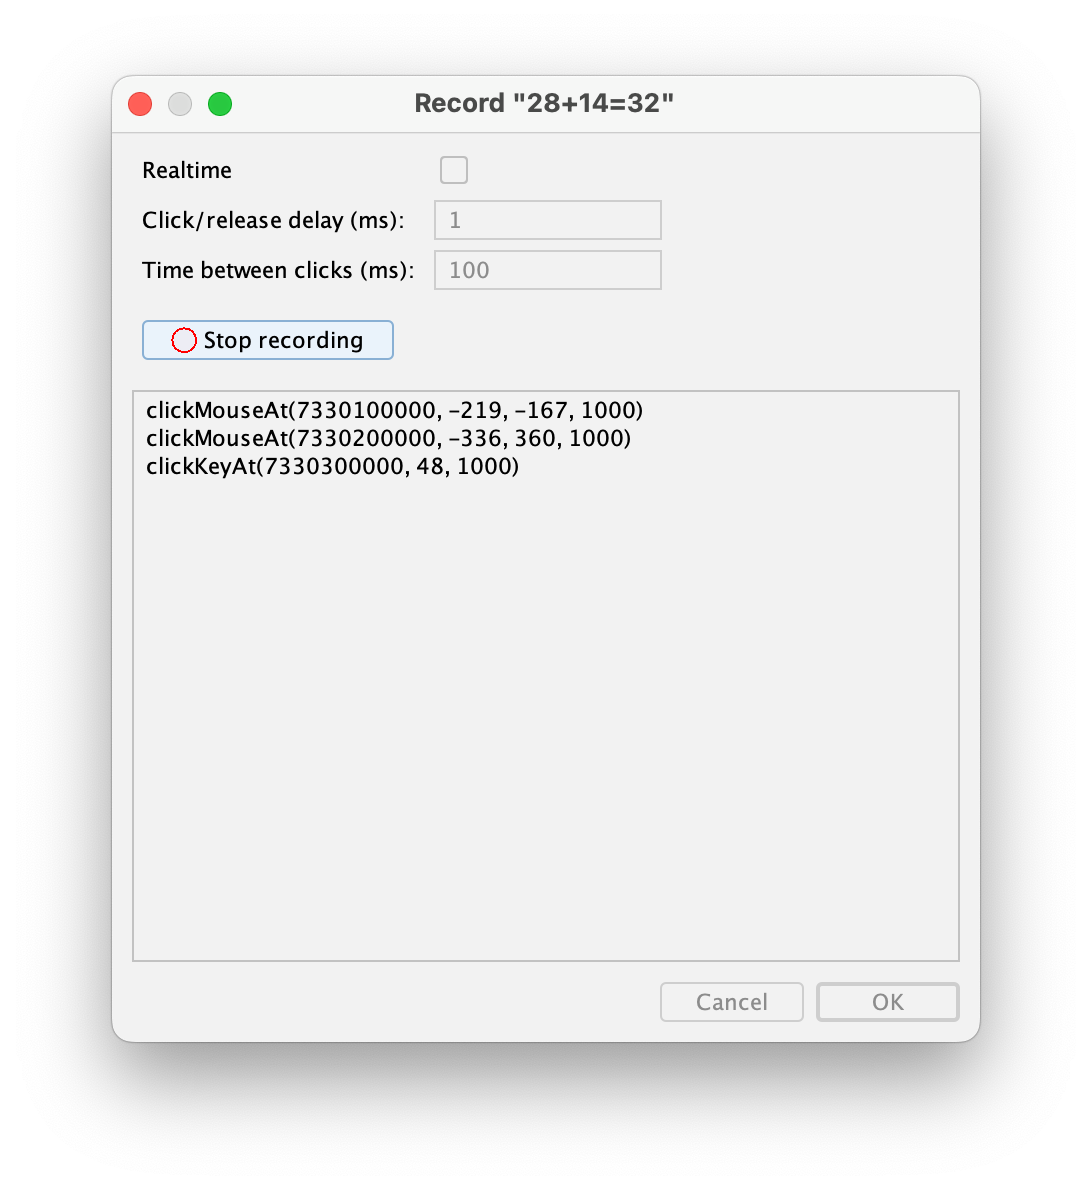 Record "28+14=32"
Realtime
Click/release delay (ms): 1
Time between clicks (ms): 100
Stop recording
clickMouseAt(7330100000, -219, -167, 1000)
clickMouseAt(7330200000, -336, 360, 1000)
clickKeyAt(7330300000, 48, 1000)
Cancel OK